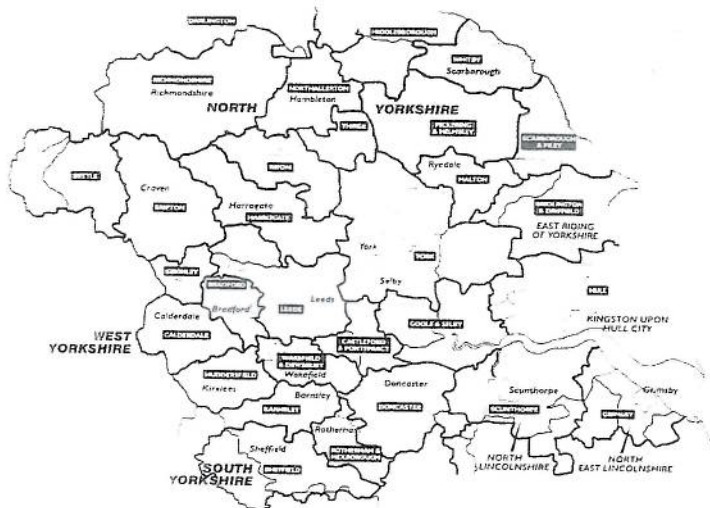 DARLINGTON
MIDDLESBOROUGH
WHITBY
Scarborough
RICHMONDSHIRE
Richmondshire
NORTHALLERTON
Hambleton
NORTH
YORKSHIRE
THIRSK
PICKERING
& HELMSLEY
SCARBOROUGH
& FILEY
RIPON
Ryedale
MALTON
SETTLE
Craven
SKIPTON
Harrogate
HARROGATE
BRIDLINGTON
& DRIFFIELD
EAST RIDING
OF YORKSHIRE
York
YORK
Selby
KEIGHLEY
BRADFORD
Bradford
LEEDS
Leeds
HULL
KINGSTON UPON
HULL CITY
Calderdale
CALDERDALE
WEST
YORKSHIRE
GOOLE & SELBY
CASTLEFORD
& PONTEFRACT
WAKEFIELD
& DEWSBURY
Wakefield
HUDDERSFIELD
Kirklees
Barnsley
BARNSLEY
Doncaster
DONCASTER
Scunthorpe
SCUNTHORPE
Grimsby
GRIMSBY
Rotherham
ROTHERHAM &
MEXBOROUGH
Sheffield
SHEFFIELD
SOUTH
YORKSHIRE
NORTH
LINCOLNSHIRE
NORTH
EAST LINCOLNSHIRE